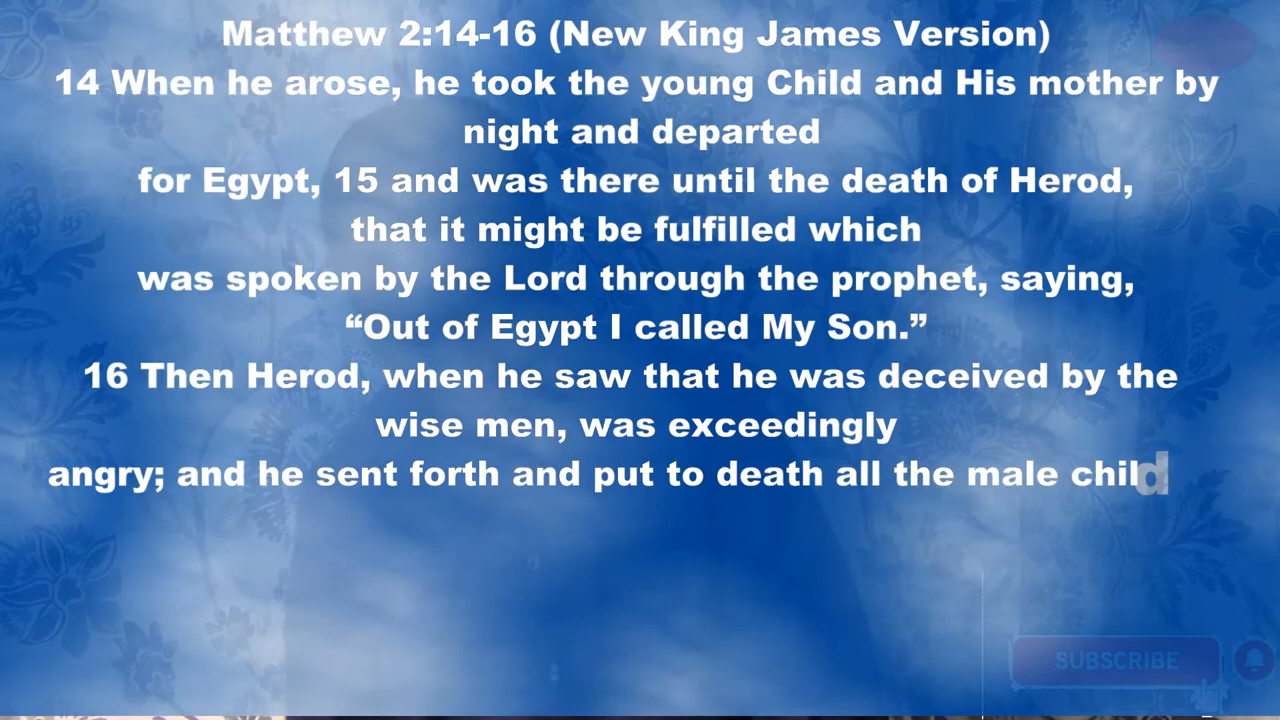 Matthew 2:14-16 (New King James Version)
14 When he arose, he took the young Child and His mother by
night and departed
for Egypt, 15 and was there until the death of Herod,
that it might be fulfilled which
was spoken by the Lord through the prophet, saying,
“Out of Egypt I called My Son.”
16 Then Herod, when he saw that he was deceived by the
wise men, was exceedingly
angry; and he sent forth and put to death all the male child
SUBSCRIBE